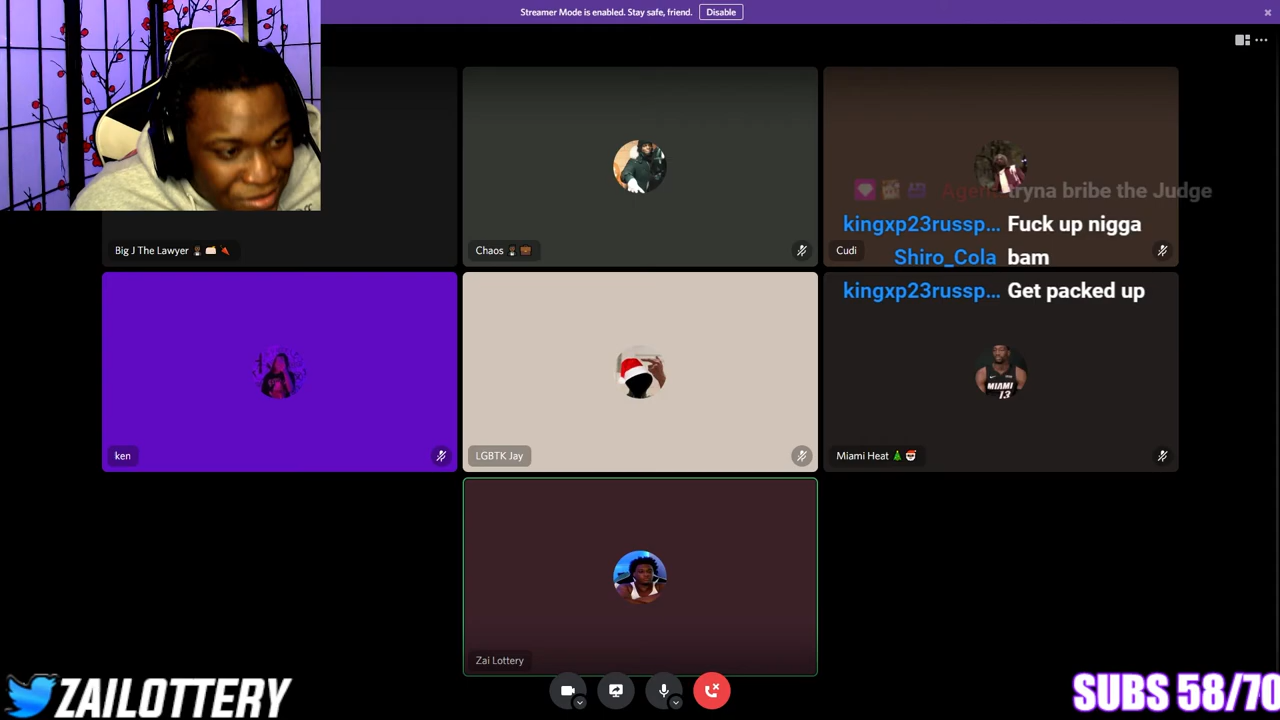 Streamer Mode is enabled. Stay safe, friend. Disable
tryna bribe the Judge
kingxp23russp... Fuck up nigga
Big J The Lawyer
Chaos
Cudi
Shiro_Cola bam
kingxp23russp... Get packed up
MIAMI
13
ken
LGBTK Jay
Miami Heat
Zai Lottery
ZAILOTTERY
SUBS 58/70